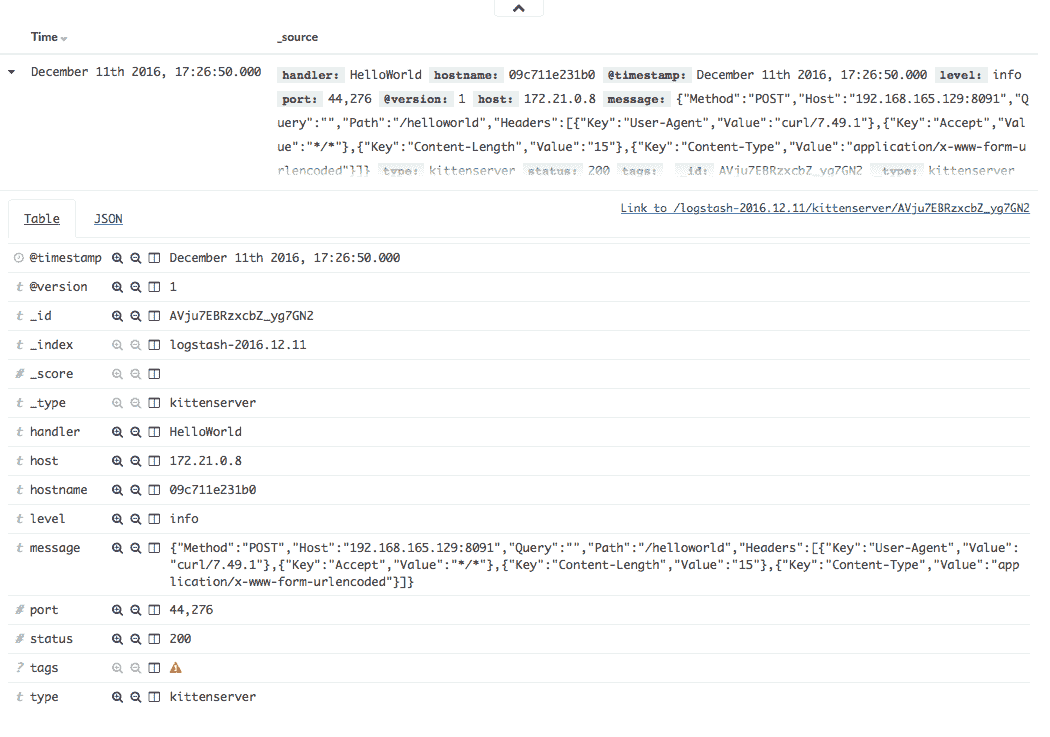 Time
_source
December 11th 2016, 17:26:50.000
handler: HelloWorld hostname: 09c711e231b0 @timestamp: December 11th 2016, 17:26:50.000 level: info
port: 44,276 @version: 1 host: 172.21.0.8 message: {"Method":"POST","Host":"192.168.165.129:8091","Q
uery":"","Path":"/helloworld","Headers":[{"Key":"User-Agent","Value":"curl/7.49.1"},{"Key":"Accept","Val
ue":"*/*"},{"Key":"Content-Length","Value":"15"},{"Key":"Content-Type","Value":"application/x-www-form-u
rlencoded"}]} type: kittenserver status: 200 tags: _id: AVju7EBRzxcbZ_yg7GN2 _type: kittenserver
Table JSON Link to /logstash-2016.12.11/kittenserver/AVju7EBRzxcbZ_yg7GN2
@timestamp December 11th 2016, 17:26:50.000
t @version 1
t _id AVju7EBRzxcbZ_yg7GN2
t _index logstash-2016.12.11
# _score
t _type kittenserver
t handler HelloWorld
t host 172.21.0.8
t hostname 09c711e231b0
t level info
t message {"Method":"POST","Host":"192.168.165.129:8091","Query":"","Path":"/helloworld","Headers":[{"Key":"User-Agent","Value":
"curl/7.49.1"},{"Key":"Accept","Value":"*/*"},{"Key":"Content-Length","Value":"15"},{"Key":"Content-Type","Value":"app
lication/x-www-form-urlencoded"}]}
# port 44,276
# status 200
? tags
t type kittenserver